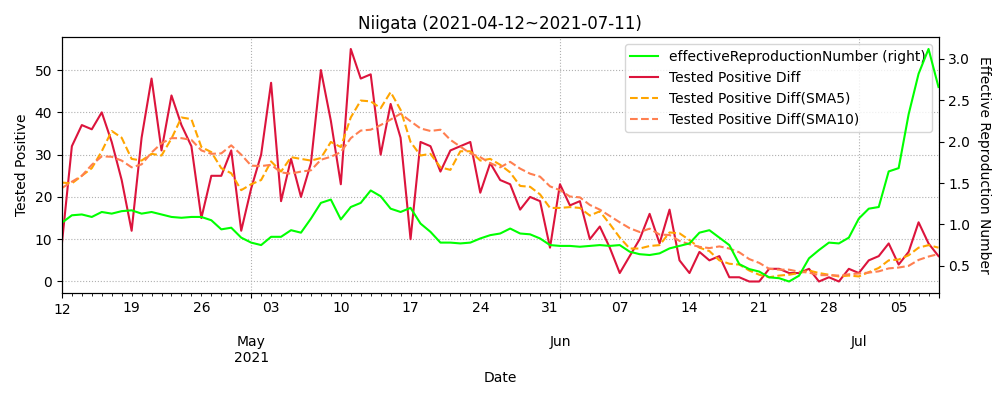 Niigata (2021-04-12~2021-07-11)
effectiveReproductionNumber (right)
Tested Positive Diff
Tested Positive Diff(SMA5)
Tested Positive Diff(SMA10)
Tested Positive
50
40
30
20
10
0
Effective Reproduction Number
3.0
2.5
2.0
1.5
1.0
0.5
12 19 26 03 10 17 24 31 07 14 21 28 05
May Jun Jul
2021
Date